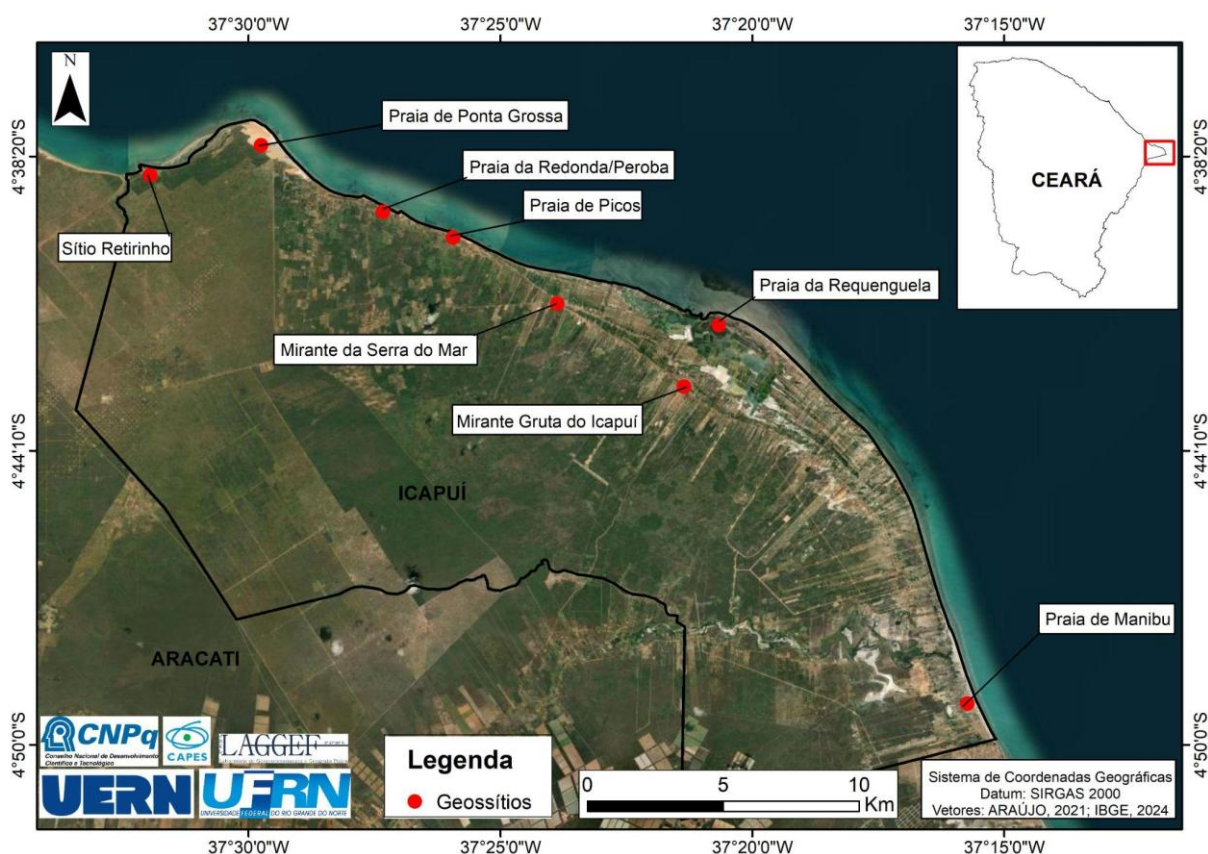 37°30'0"W
37°25'0"W
37°20'0"W
37°15'0"W
N
Praia de Ponta Grossa
Praia da Redonda/Peroba
Praia de Picos
Sítio Retirinho
Praia da Requenguela
Mirante da Serra do Mar
Mirante Gruta do Icapuí
CEARÁ
4°38'20"S
4°38'20"S
4°44'10"S
4°44'10"S
ICAPUÍ
Praia de Manibu
ARACATI
4°50'0"S
4°50'0"S
CNPq
Conselho Nacional de Desenvolvimento
Científico e Tecnológico
CAPES
LAGGEF
UERN
UFRN
UNIVERSIDADE FEDERAL DO RIO GRANDE DO NORTE
Legenda
Geossítios
0
5
10
Km
Sistema de Coordenadas Geográficas
Datum: SIRGAS 2000
Vetores: ARAÚJO, 2021; IBGE, 2024
37°30'0"W
37°25'0"W
37°20'0"W
37°15'0"W